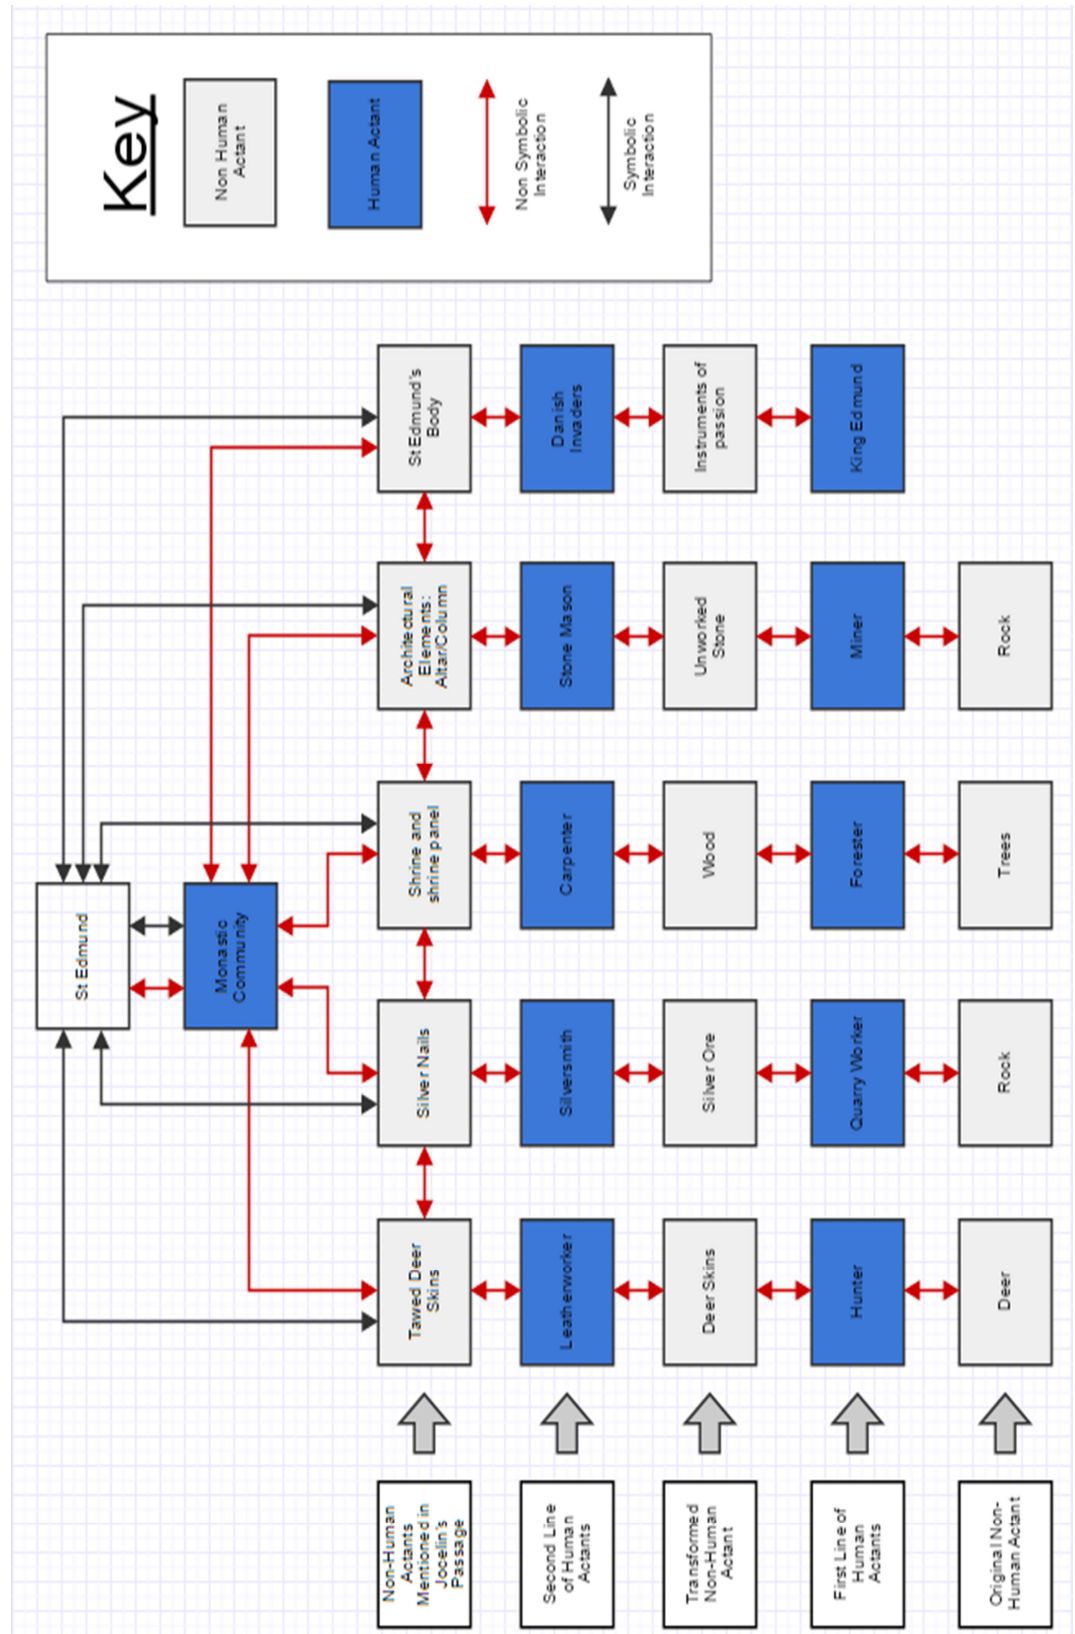 Key
Non Human
Actant
Human Actant
Non Symbolic
Interaction
Symbolic
Interaction
St Edmund
Monastic
Community
Non-Human
Actants
Mentioned in
Jocelin's
Passage
Tawed Deer
Skins
Silver Nails
Shrine and
shrine panel
Architectural
Elements:
Altar/Column
St Edmund's
Body
Second Line
of Human
Actants
Leatherworker
Silversmith
Carpenter
Stone Mason
Danish
Invaders
Transformed
Non-Human
Actant
Deer Skins
Silver Ore
Wood
Unworked
Stone
Instruments of
passion
First Line of
Human
Actants
Hunter
Quarry Worker
Forester
Miner
King Edmund
Original Non-
Human Actant
Deer
Rock
Trees
Rock